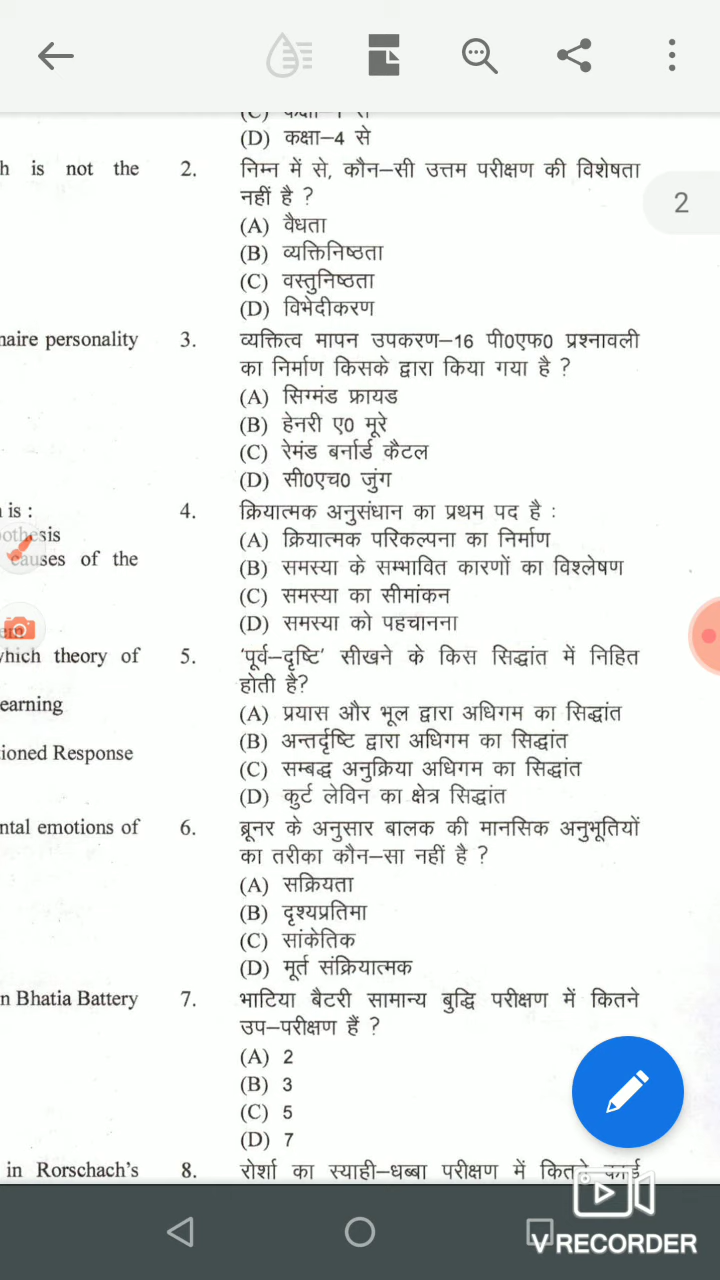 (D) कक्षा–4 से
h is not the 2. निम्न में से, कौन–सी उत्तम परीक्षण की विशेषता
नहीं है ?
2
(A) वैधता
(B) व्यक्तिनिष्ठता
(C) वस्तुनिष्ठता
(D) विभेदीकरण
naire personality 3. व्यक्तित्व मापन उपकरण–16 पी0एफ0 प्रश्नावली
का निर्माण किसके द्वारा किया गया है ?
(A) सिग्मंड फ्रायड
(B) हेनरी ए0 मूरे
(C) रेमंड बर्नार्ड कैटल
(D) सी0एच0 जुंग
is : 4. क्रियात्मक अनुसंधान का प्रथम पद है :
othesis (A) क्रियात्मक परिकल्पना का निर्माण
causes of the (B) समस्या के सम्भावित कारणों का विश्लेषण
(C) समस्या का सीमांकन
(D) समस्या को पहचानना
which theory of 5. 'पूर्व–दृष्टि' सीखने के किस सिद्धांत में निहित
होती है?
earning (A) प्रयास और भूल द्वारा अधिगम का सिद्धांत
(B) अन्तर्दृष्टि द्वारा अधिगम का सिद्धांत
ioned Response (C) सम्बद्ध अनुक्रिया अधिगम का सिद्धांत
(D) कुर्ट लेविन का क्षेत्र सिद्धांत
ntal emotions of 6. ब्रूनर के अनुसार बालक की मानसिक अनुभूतियों
का तरीका कौन–सा नहीं है ?
(A) सक्रियता
(B) दृश्यप्रतिमा
(C) सांकेतिक
(D) मूर्त संक्रियात्मक
n Bhatia Battery 7. भाटिया बैटरी सामान्य बुद्धि परीक्षण में कितने
उप–परीक्षण हैं ?
(A) 2
(B) 3
(C) 5
(D) 7
in Rorschach's 8. रोर्शा का स्याही–धब्बा परीक्षण में कितने कार्ड
VRECORDER